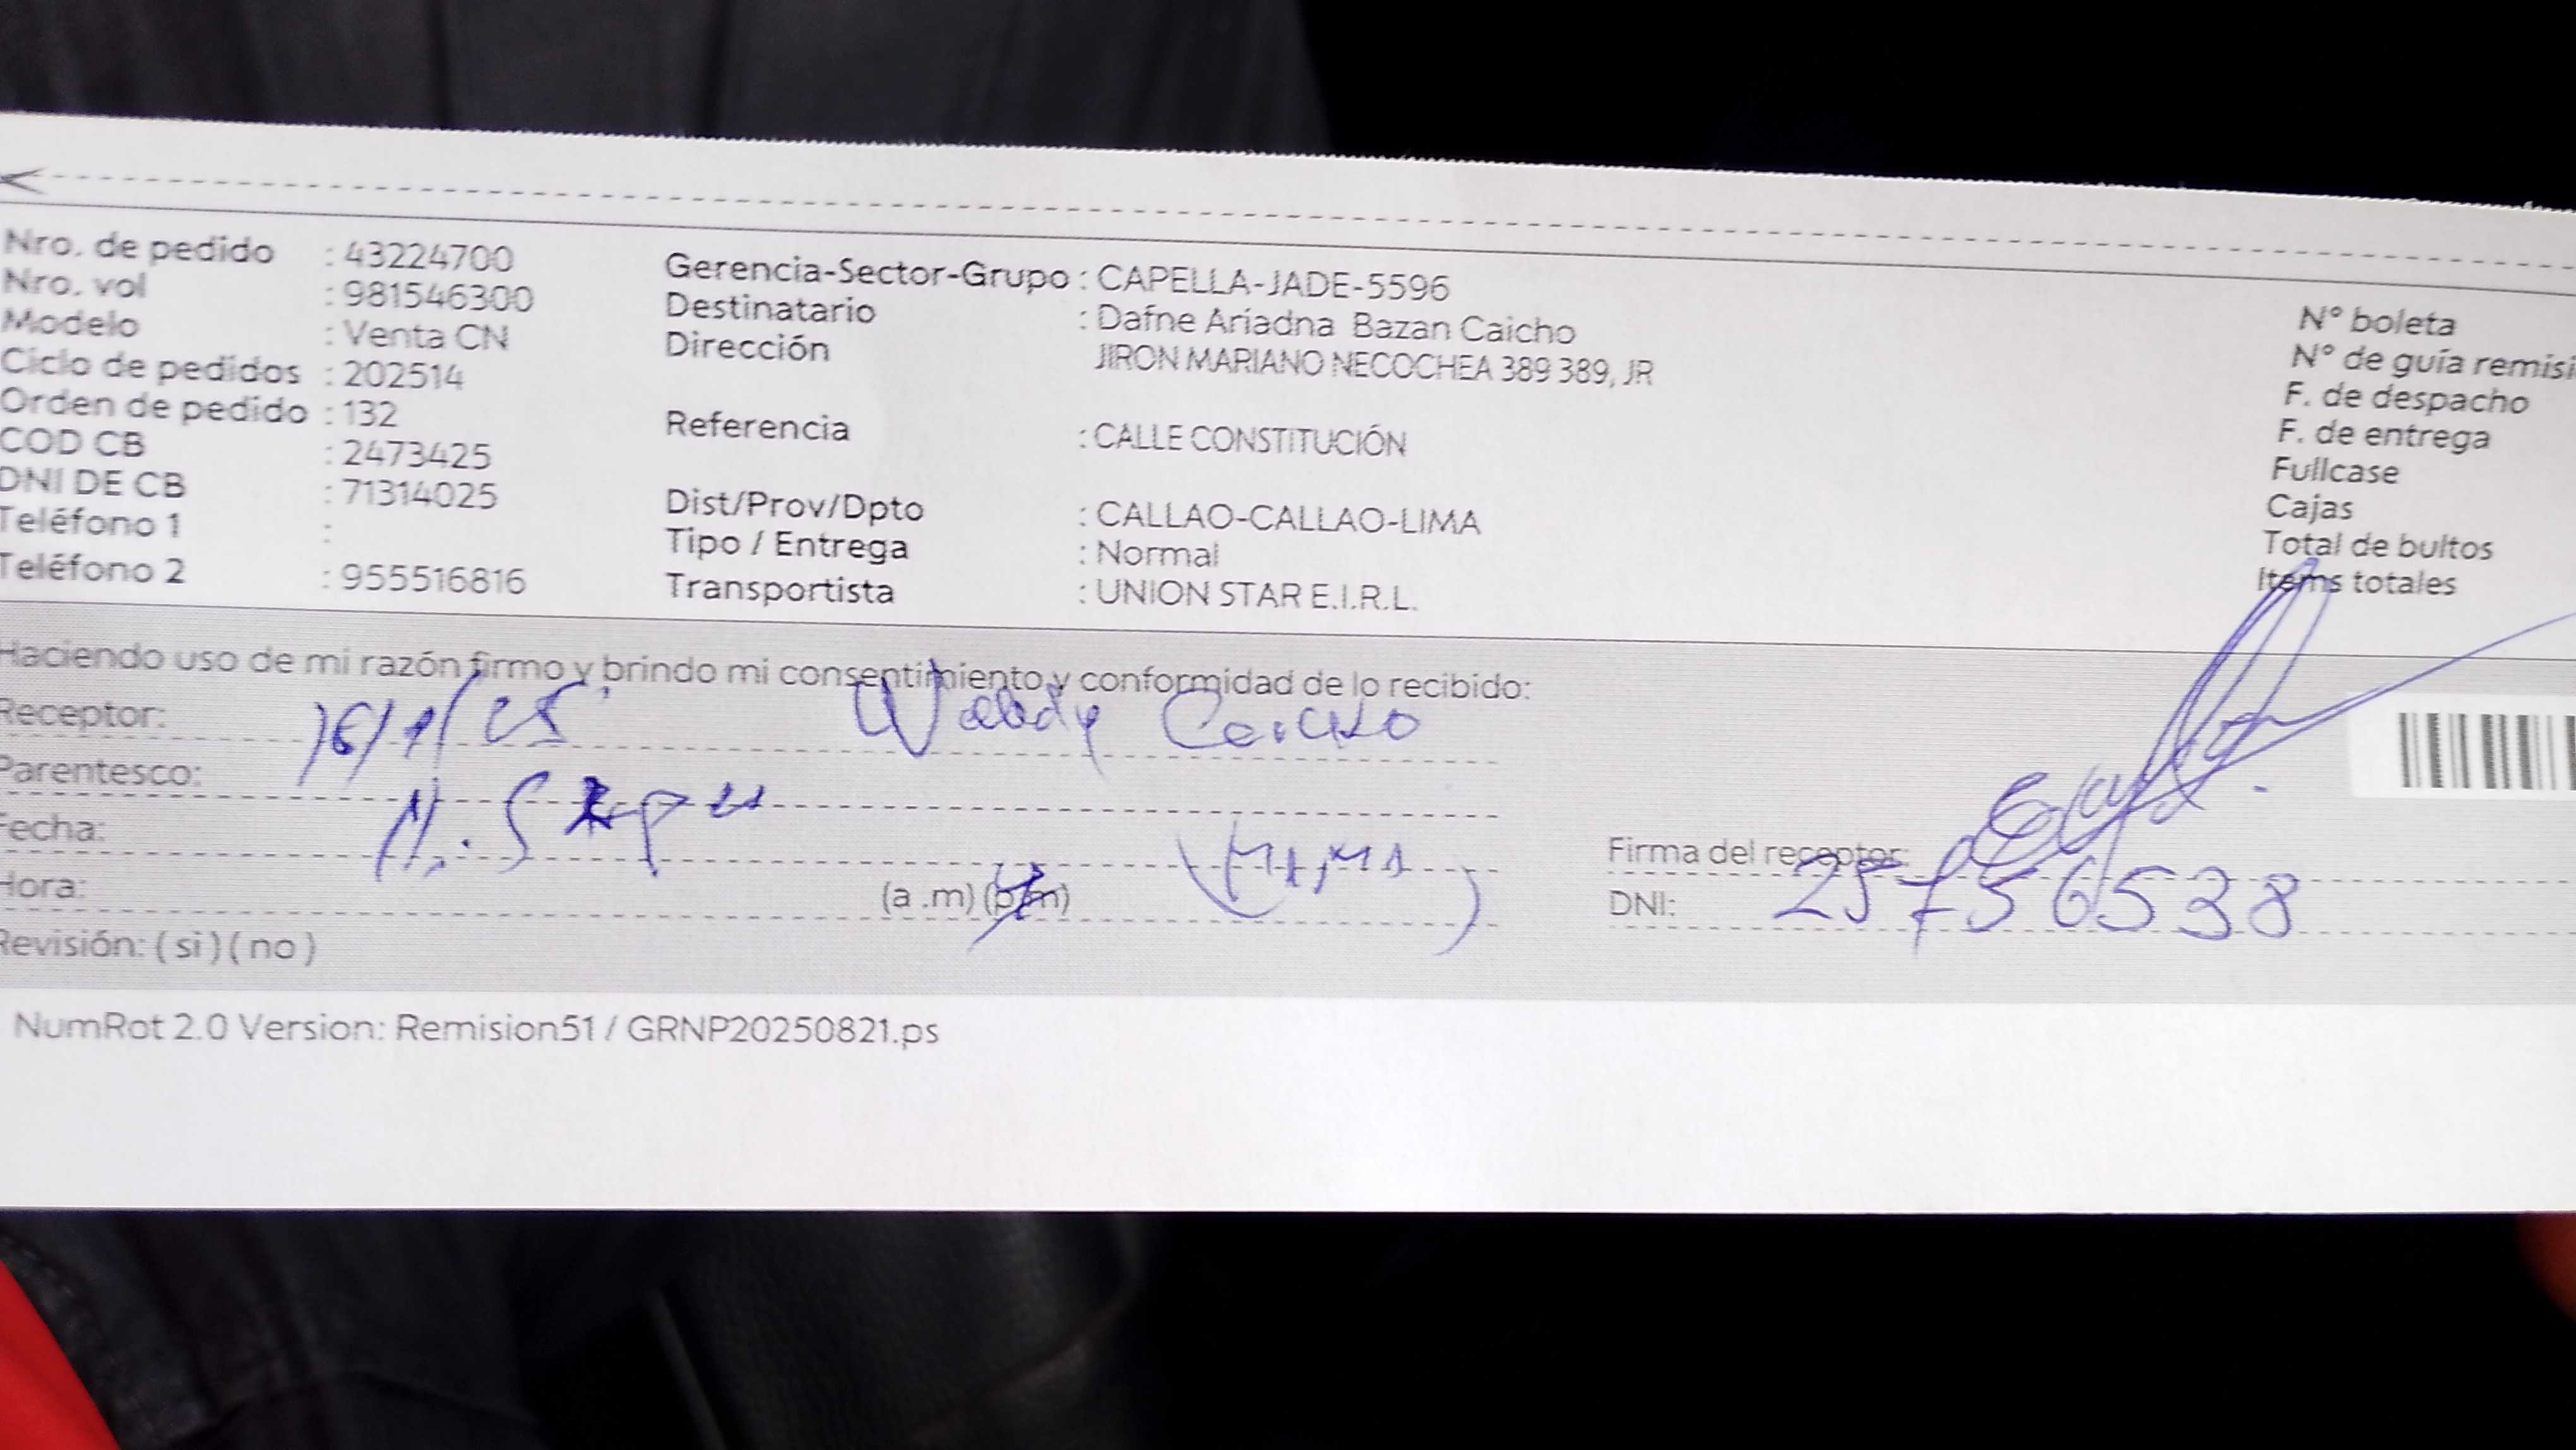 Nro. de pedido : 43224700
Nro. vol : 981546300
Modelo : Venta CN
Ciclo de pedidos : 202514
Orden de pedido : 132
COD CB : 2473425
DNI DE CB : 71314025
Teléfono 1 :
Teléfono 2 : 955516816
Gerencia-Sector-Grupo : CAPELLA-JADE-5596
Destinatario : Dafne Ariadna Bazan Caicho
Dirección JIRON MARIANO NECOCHEA 389 389, JR
Referencia : CALLE CONSTITUCIÓN
Dist/Prov/Dpto : CALLAO-CALLAO-LIMA
Tipo / Entrega : Normal
Transportista : UNION STAR E.I.R.L.
N° boleta
N° de guía remisi
F. de despacho
F. de entrega
Fullcase
Cajas
Total de bultos
Items totales
Haciendo uso de mi razón firmo y brindo mi consentimiento y conformidad de lo recibido:
Receptor: Caicho
Parentesco:
Fecha:
Hora: (a .m) (p.m)
Revisión: ( si ) ( no )
Firma del receptor:
DNI: 25756538
NumRot 2.0 Version: Remision51 / GRNP20250821.ps